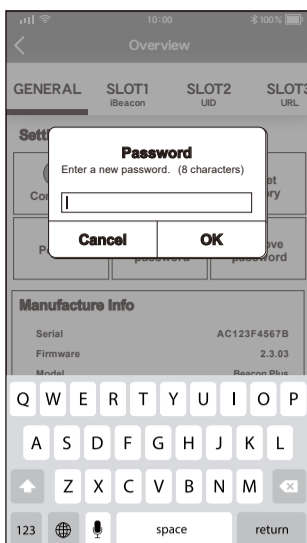 10:00 100%
Overview
GENERAL SLOT1 SLOT2 SLOT3
iBeacon UID URL
Password
Enter a new password. (8 characters)
Cancel OK
password
Manufacture Info
Serial AC123F4567B
Firmware 2.3.03
Model Beacon Plus
Q W E R T Y U I O P
A S D F G H J K L
Z X C V B N M
123 space return